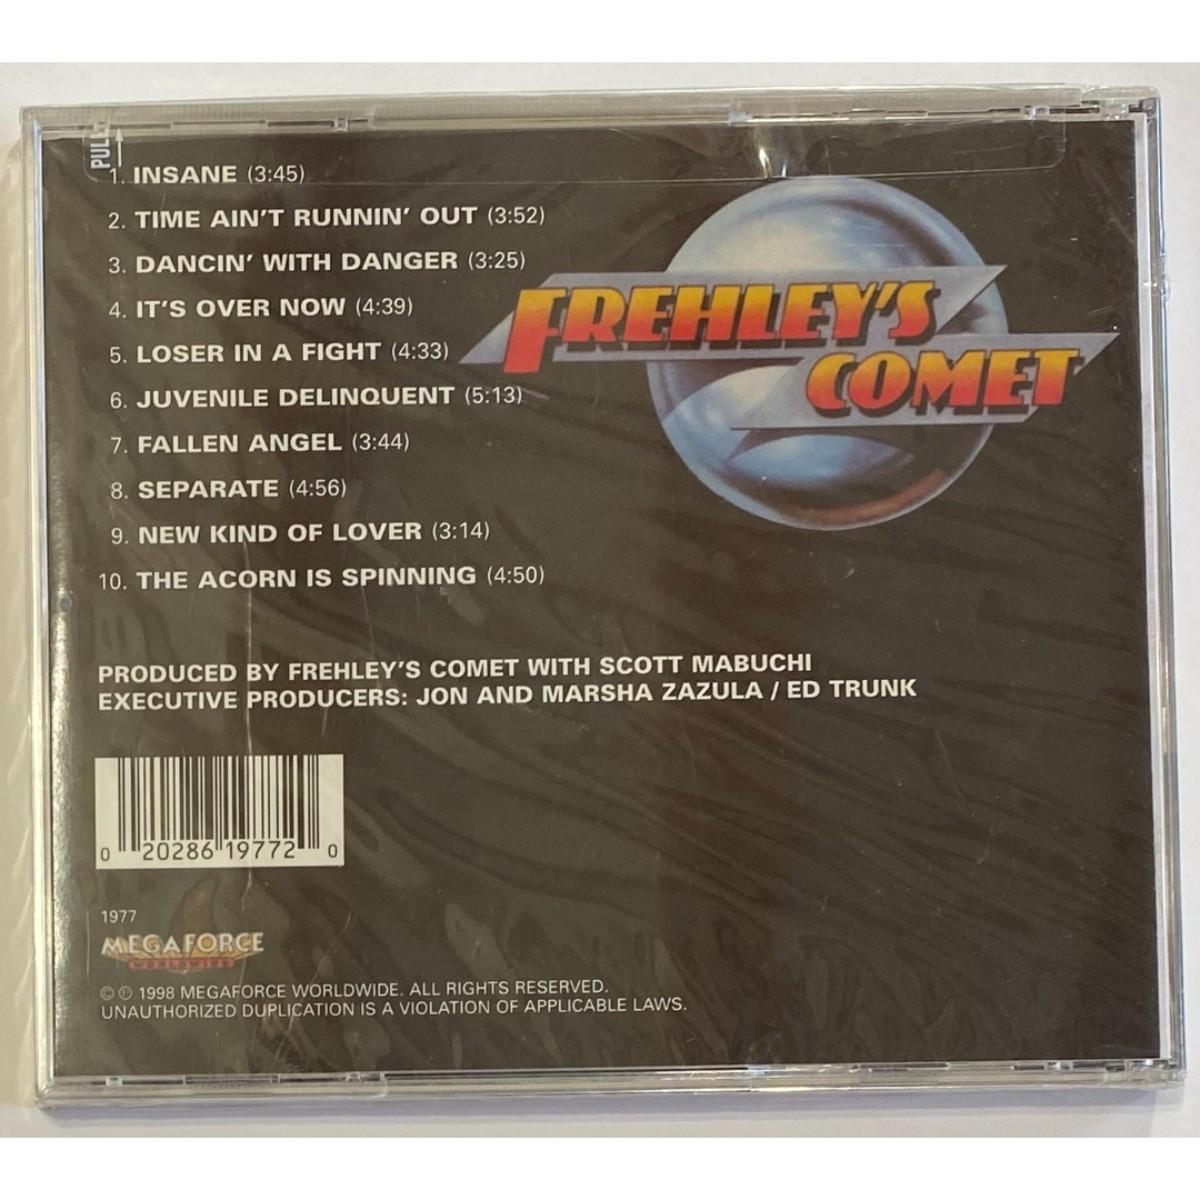 PULL
1. INSANE (3:45)
2. TIME AIN'T RUNNIN' OUT (3:52)
3. DANCIN' WITH DANGER (3:25)
4. IT'S OVER NOW (4:39)
5. LOSER IN A FIGHT (4:33)
6. JUVENILE DELINQUENT (5:13)
7. FALLEN ANGEL (3:44)
8. SEPARATE (4:56)
9. NEW KIND OF LOVER (3:14)
10. THE ACORN IS SPINNING (4:50)
FREHLEY'S
COMET
PRODUCED BY FREHLEY'S COMET WITH SCOTT MABUCHI
EXECUTIVE PRODUCERS: JON AND MARSHA ZAZULA / ED TRUNK
0 20286 19772 0
1977
MEGAFORCE
WORLDWIDE
© ℗ 1998 MEGAFORCE WORLDWIDE. ALL RIGHTS RESERVED.
UNAUTHORIZED DUPLICATION IS A VIOLATION OF APPLICABLE LAWS.